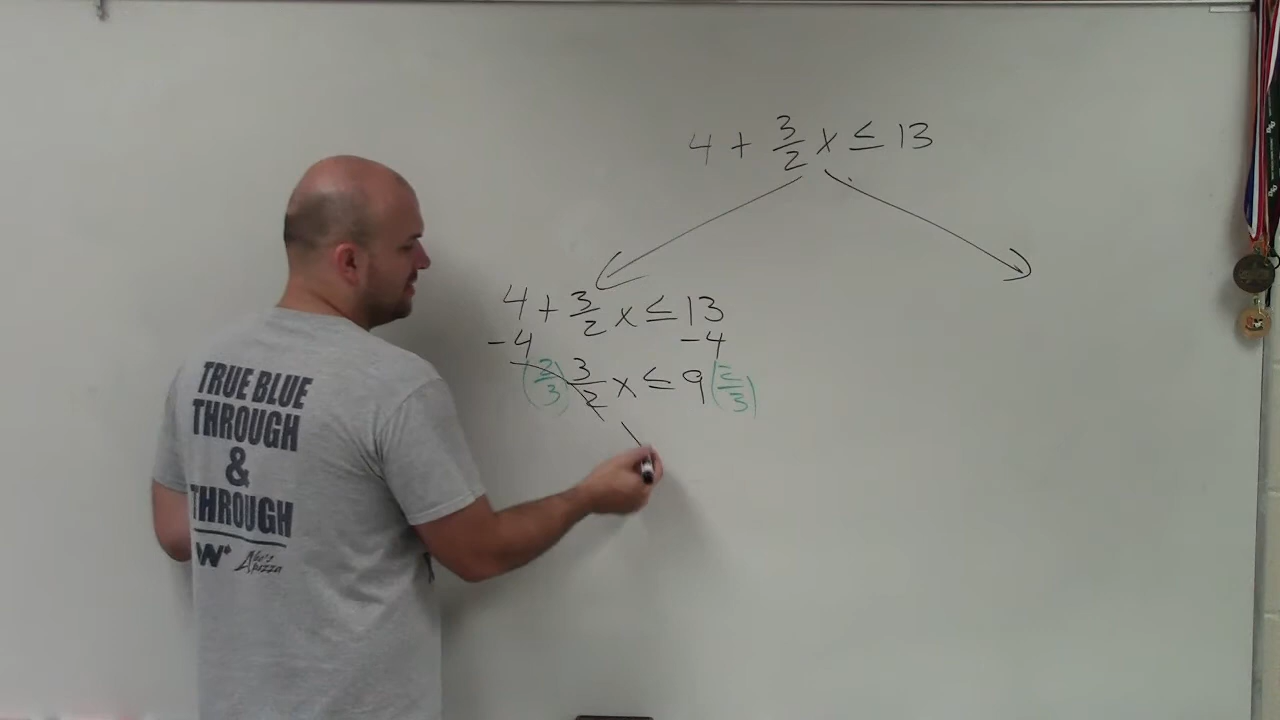 4 + 3/2 x ≤ 13
4 + 3/2 x ≤ 13
-4 -4
(2/3) 3/2 x ≤ 9 (2/3)
TRUE BLUE
THROUGH
&
THROUGH
W